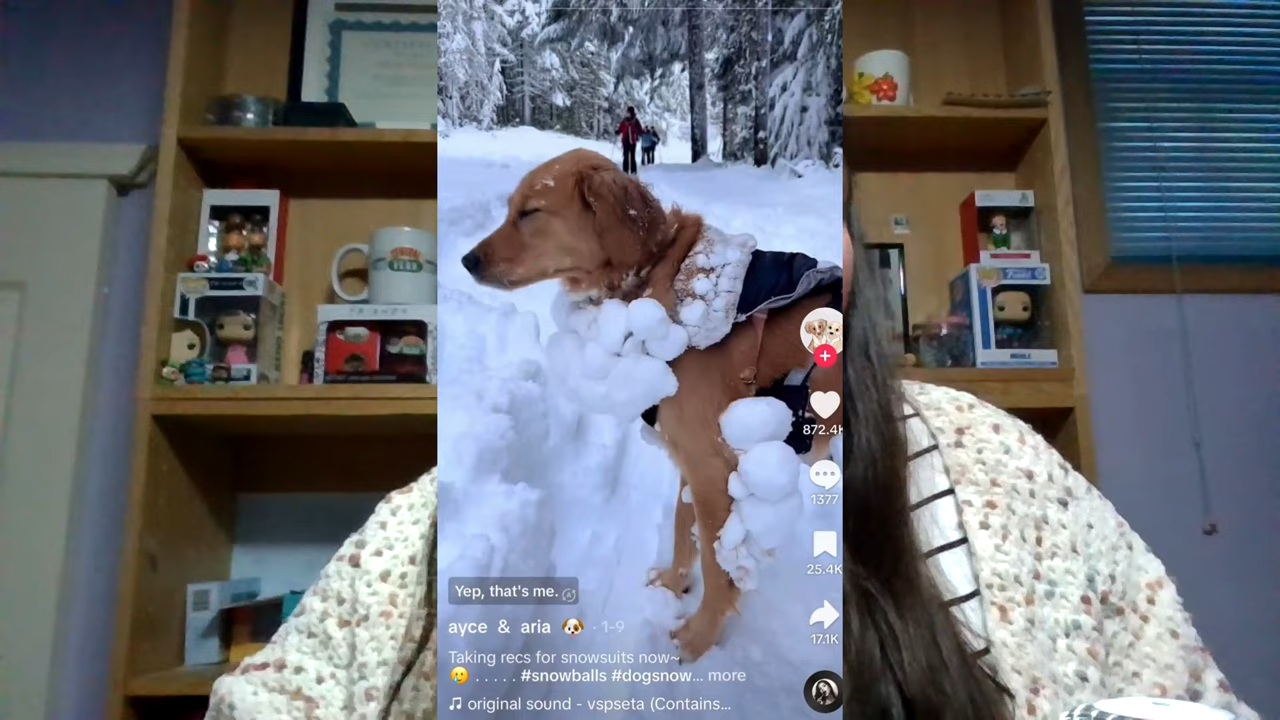 CENTRAL
PERK
FRIENDS
Yep, that's me.
ayce & aria 🐶 · 1-9
Taking recs for snowsuits now~
🥲 . . . . . #snowballs #dogsnow... more
♫ original sound - vspseta (Contains...
872.4K
1377
25.4K
17.1K